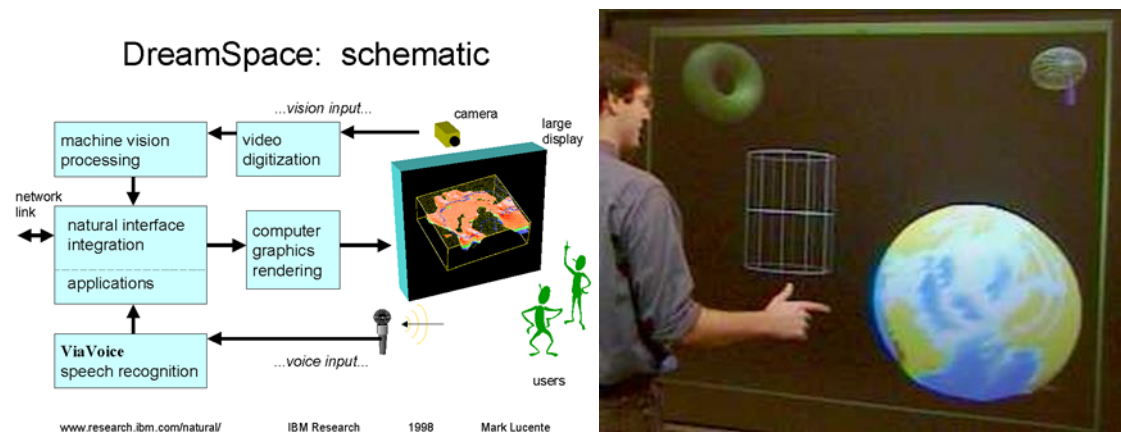 DreamSpace: schematic
...vision input...
camera
large
display
machine vision
processing
video
digitization
network
link
natural interface
integration
applications
computer
graphics
rendering
ViaVoice
speech recognition
...voice input...
users
www.research.ibm.com/natural/ IBM Research 1998 Mark Lucente